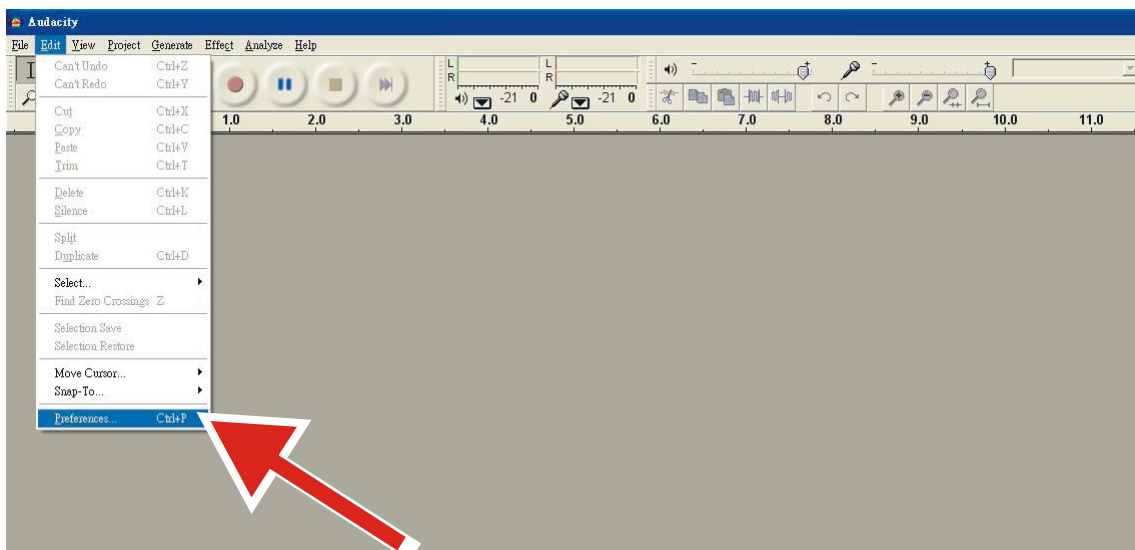 Audacity
File Edit View Project Generate Effect Analyze Help
Can't Undo Ctrl+Z
Can't Redo Ctrl+Y
Cut Ctrl+X
Copy Ctrl+C
Paste Ctrl+V
Trim Ctrl+T
Delete Ctrl+K
Silence Ctrl+L
Split
Duplicate Ctrl+D
Select...
Find Zero Crossings Z
Selection Save
Selection Restore
Move Cursor...
Snap-To...
Preferences... Ctrl+P
L L
R R
-21 0 -21 0
1.0 2.0 3.0 4.0 5.0 6.0 7.0 8.0 9.0 10.0 11.0